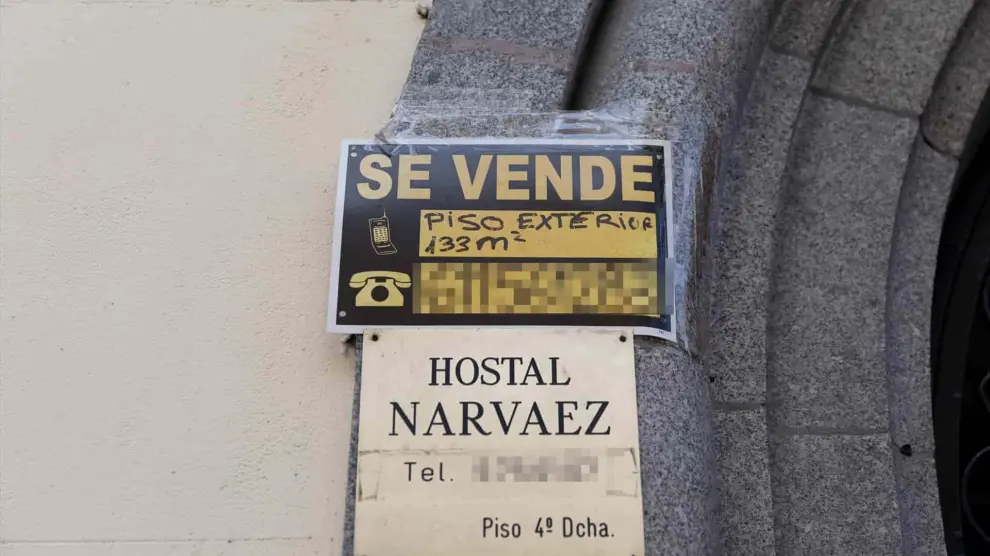 SE VENDE
PISO EXTERIOR
133 m²
HOSTAL
NARVAEZ
Tel.
Piso 4º Dcha.